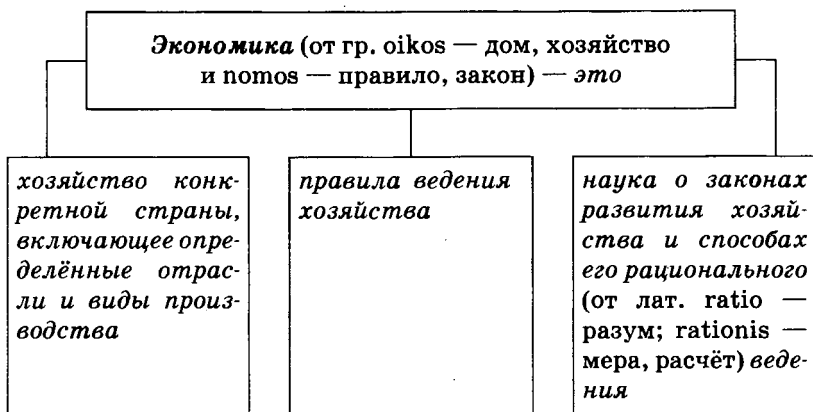 Экономика (от гр. oikos — дом, хозяйство
и nomos — правило, закон) — это
хозяйство конк-
ретной страны,
включающее опре-
делённые отрас-
ли и виды произ-
водства
правила ведения
хозяйства
наука о законах
развития хозяй-
ства и способах
его рационального
(от лат. ratio —
разум; rationis —
мера, расчёт) веде-
ния